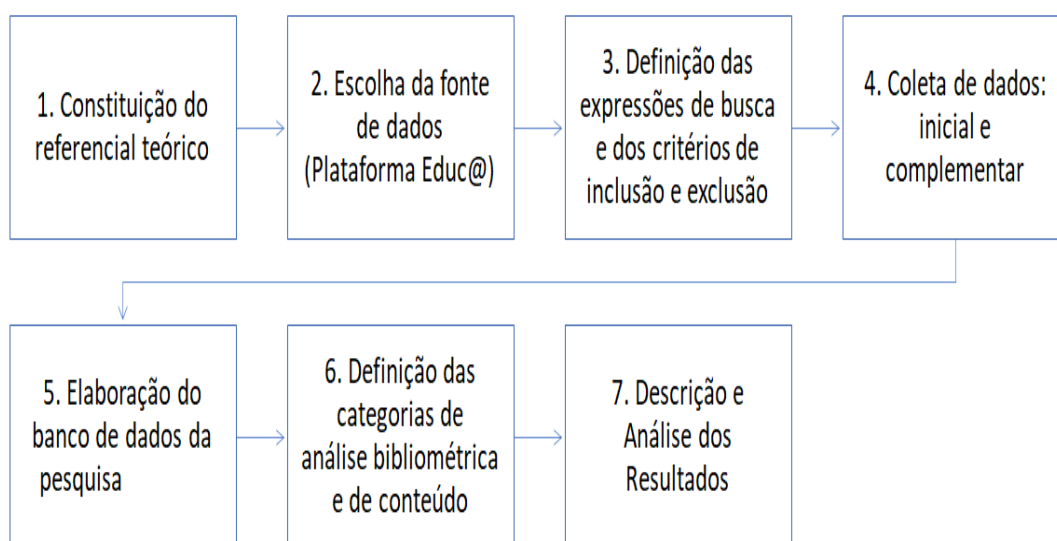 1. Constituição do
referencial teórico
2. Escolha da fonte
de dados
(Plataforma Educ@)
3. Definição das
expressões de busca
e dos critérios de
inclusão e exclusão
4. Coleta de dados:
inicial e
complementar
5. Elaboração do
banco de dados da
pesquisa
6. Definição das
categorias de
análise bibliométrica
e de conteúdo
7. Descrição e
Análise dos
Resultados